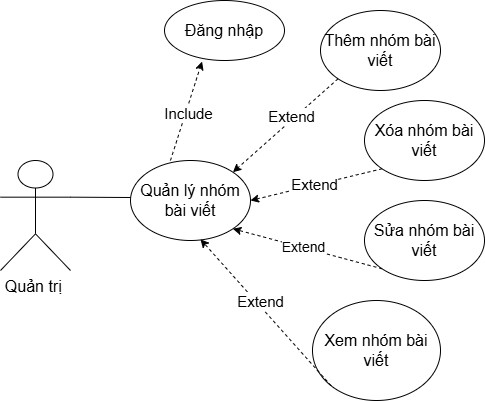 Đăng nhập
Thêm nhóm bài
viết
Include
Extend
Xóa nhóm bài
viết
Extend
Quản lý nhóm
bài viết
Sửa nhóm bài
viết
Extend
Quản trị
Extend
Xem nhóm bài
viết